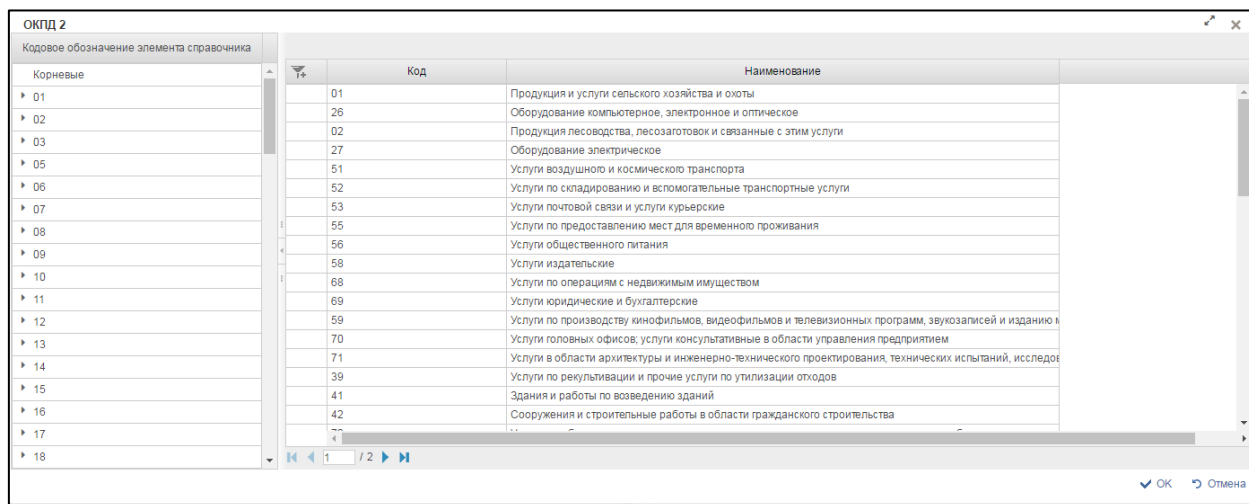 ОКПД 2
Кодовое обозначение элемента справочника
Корневые
01
02
03
05
06
07
08
09
10
11
12
13
14
15
16
17
18
Код Наименование
01 Продукция и услуги сельского хозяйства и охоты
26 Оборудование компьютерное, электронное и оптическое
02 Продукция лесоводства, лесозаготовок и связанные с этим услуги
27 Оборудование электрическое
51 Услуги воздушного и космического транспорта
52 Услуги по складированию и вспомогательные транспортные услуги
53 Услуги почтовой связи и услуги курьерские
55 Услуги по предоставлению мест для временного проживания
56 Услуги общественного питания
58 Услуги издательские
68 Услуги по операциям с недвижимым имуществом
69 Услуги юридические и бухгалтерские
59 Услуги по производству кинофильмов, видеофильмов и телевизионных программ, звукозаписей и изданию
70 Услуги головных офисов; услуги консультативные в области управления предприятием
71 Услуги в области архитектуры и инженерно-технического проектирования, технических испытаний, исследов
39 Услуги по рекультивации и прочие услуги по утилизации отходов
41 Здания и работы по возведению зданий
42 Сооружения и строительные работы в области гражданского строительства
1 / 2
ОК Отмена